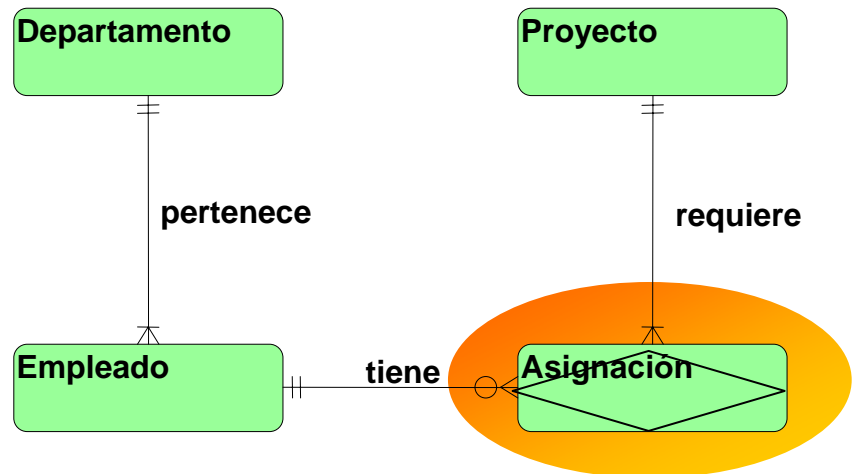 Departamento
Proyecto
pertenece
requiere
Empleado
tiene
Asignación